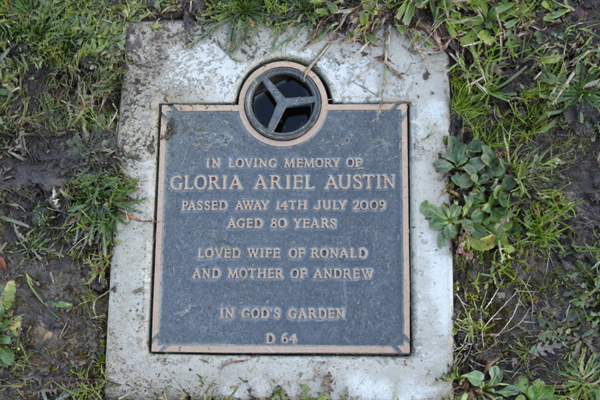 IN LOVING MEMORY OF
GLORIA ARIEL AUSTIN
PASSED AWAY 14TH JULY 2009
AGED 80 YEARS
LOVED WIFE OF RONALD
AND MOTHER OF ANDREW
IN GOD'S GARDEN
D 64